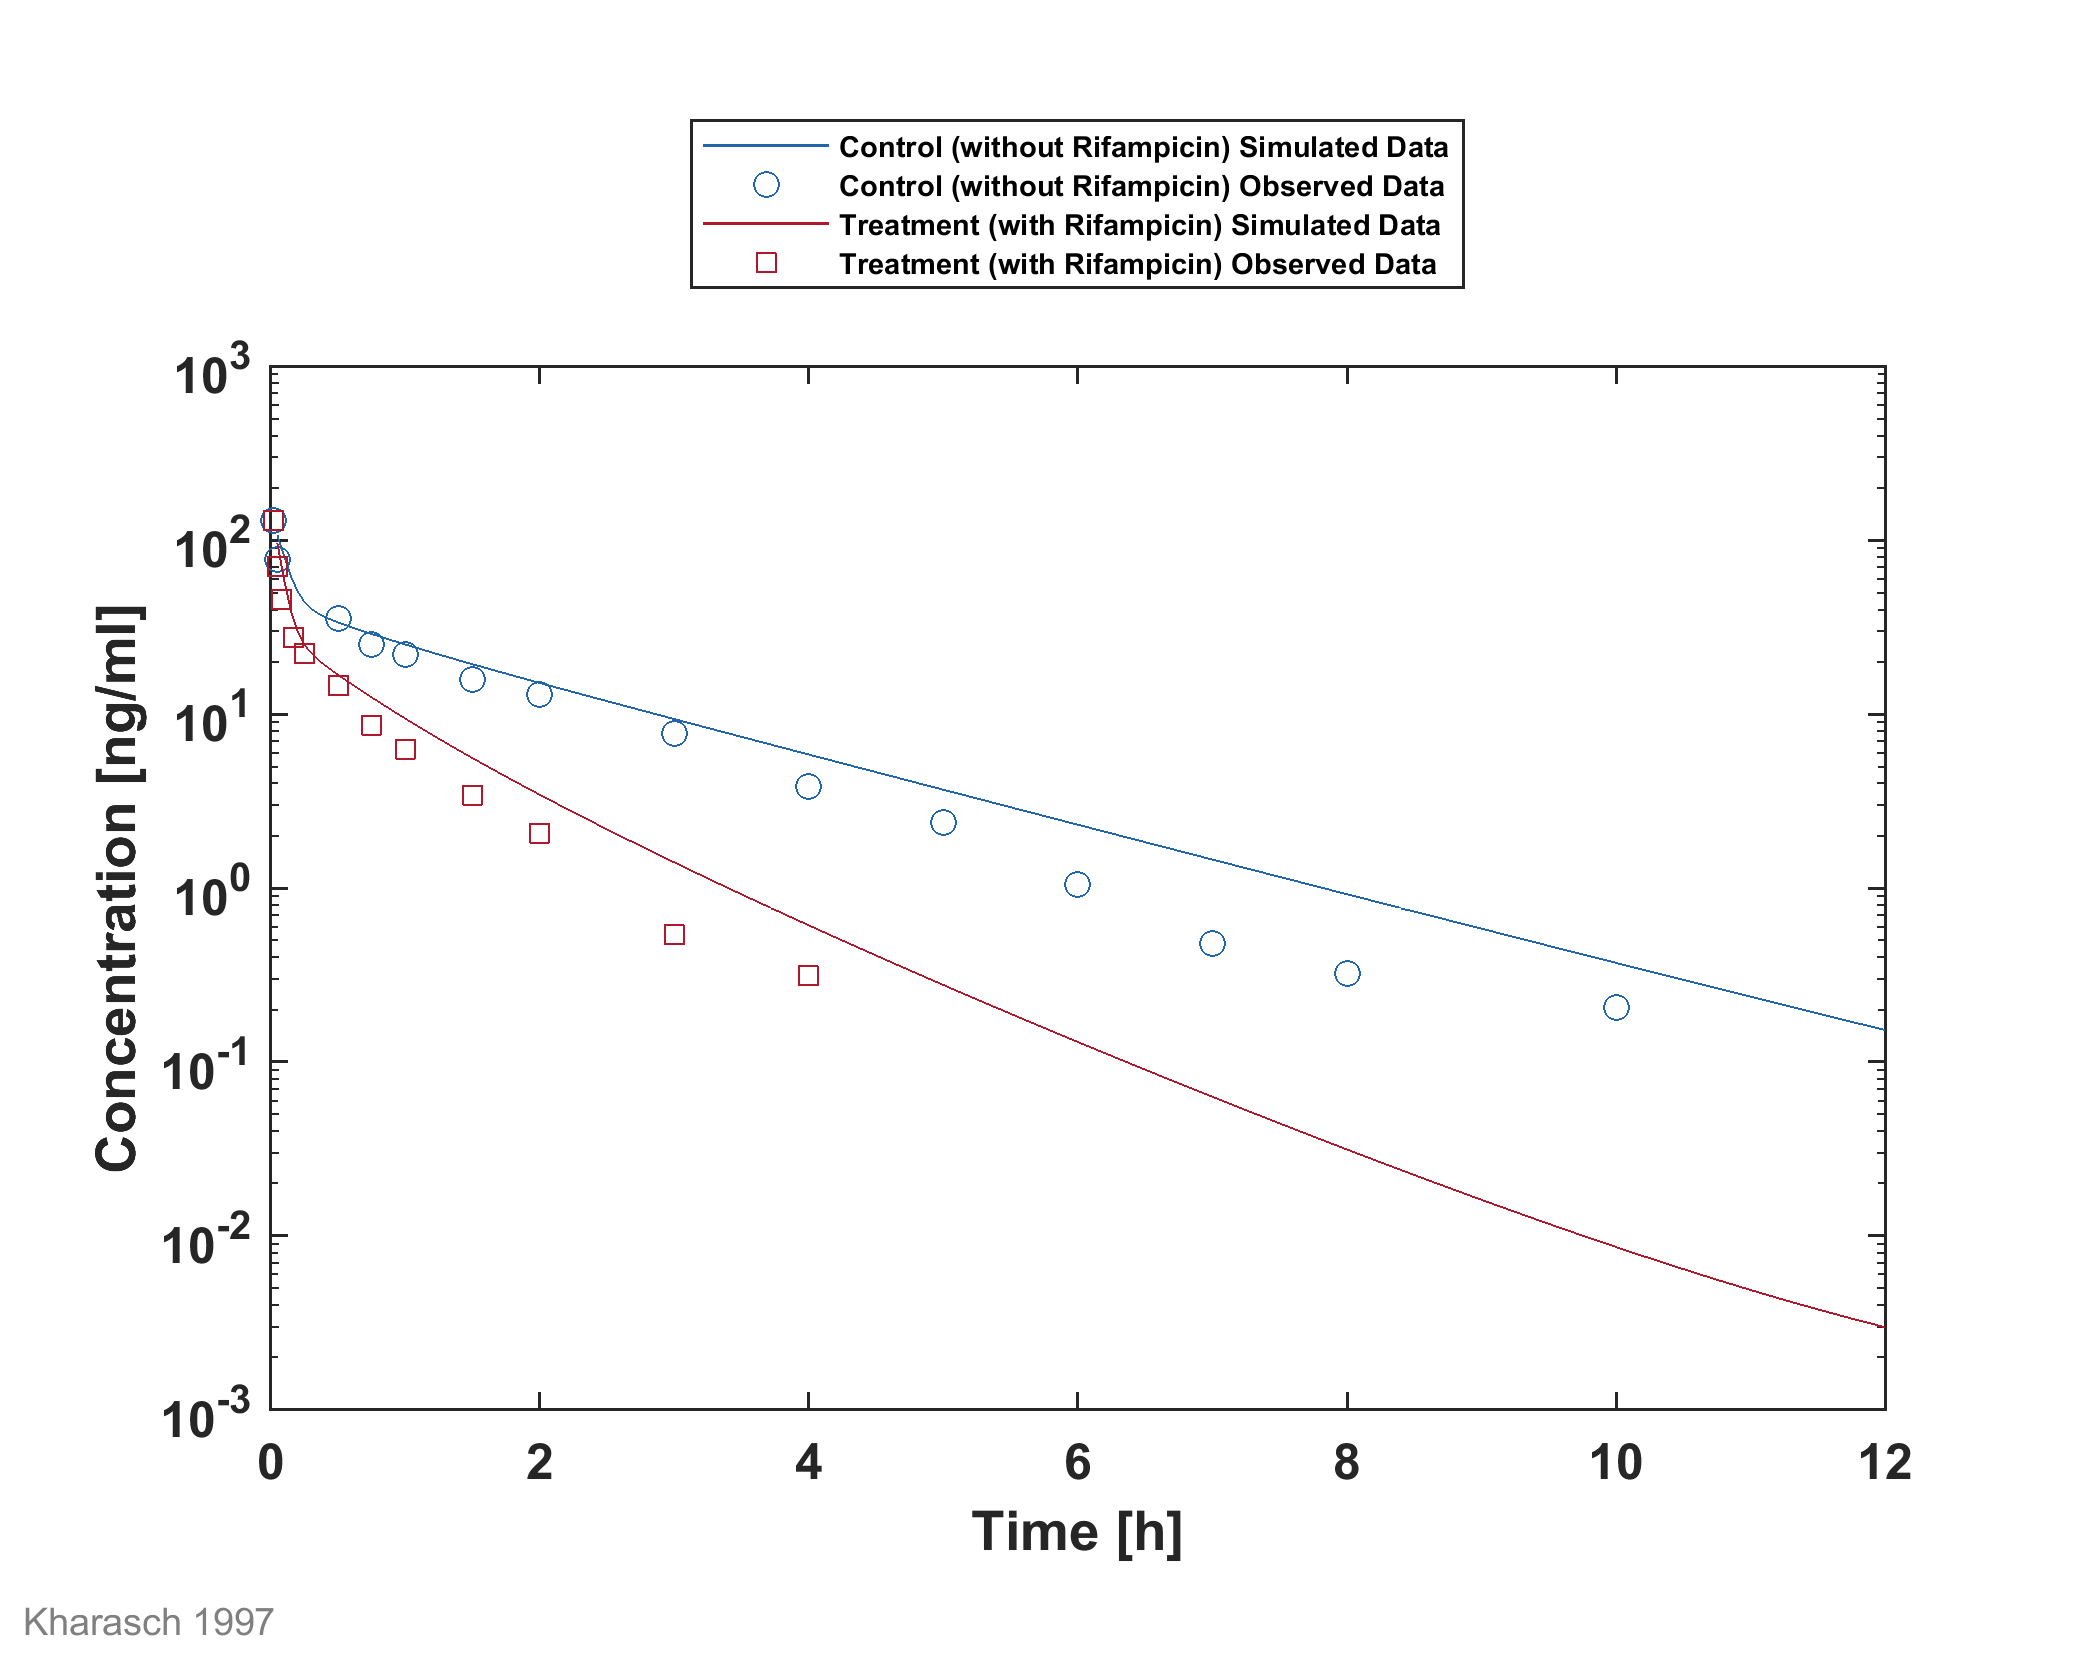 Control (without Rifampicin) Simulated Data
Control (without Rifampicin) Observed Data
Treatment (with Rifampicin) Simulated Data
Treatment (with Rifampicin) Observed Data
10^3
10^2
10^1
10^0
10^-1
10^-2
10^-3
Concentration [ng/ml]
0 2 4 6 8 10 12
Time [h]
Kharasch 1997